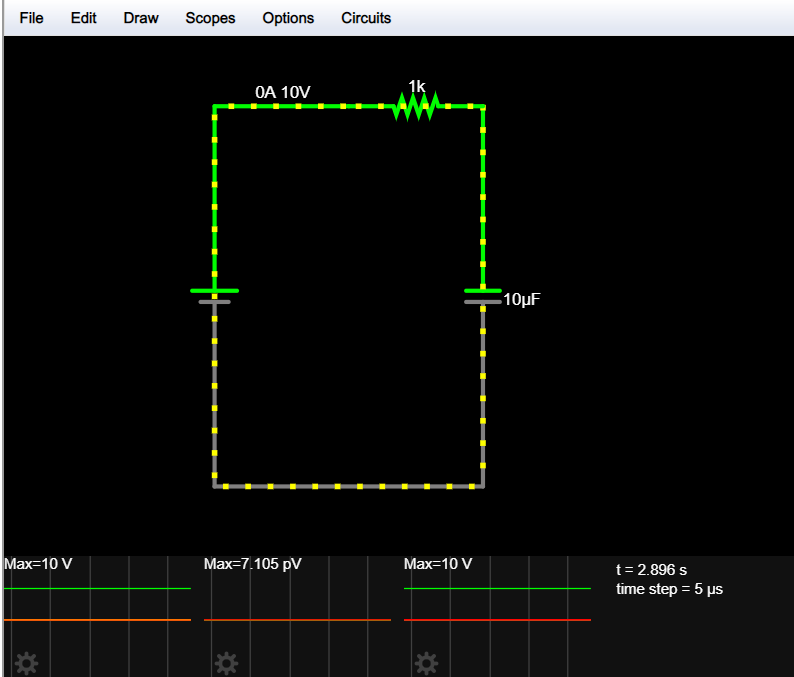 File Edit Draw Scopes Options Circuits
1k
0A 10V
10µF
Max=10 V
Max=7.105 pV
Max=10 V
t = 2.896 s
time step = 5 µs